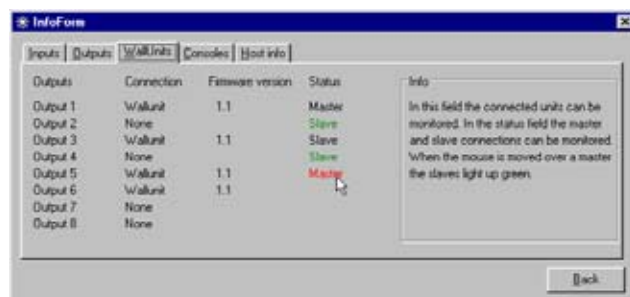 InfoForm
Inputs Outputs WallUnits Consoles Host info
Outputs Connection Firmware version Status
Output 1 Wallunit 1.1 Master
Output 2 None Slave
Output 3 Wallunit 1.1 Slave
Output 4 None Slave
Output 5 Wallunit 1.1 Master
Output 6 Wallunit 1.1
Output 7 None
Output 8 None
Info
In this field the connected units can be
monitored. In the status field the master
and slave connections can be monitored.
When the mouse is moved over a master
the slaves light up green.
Back